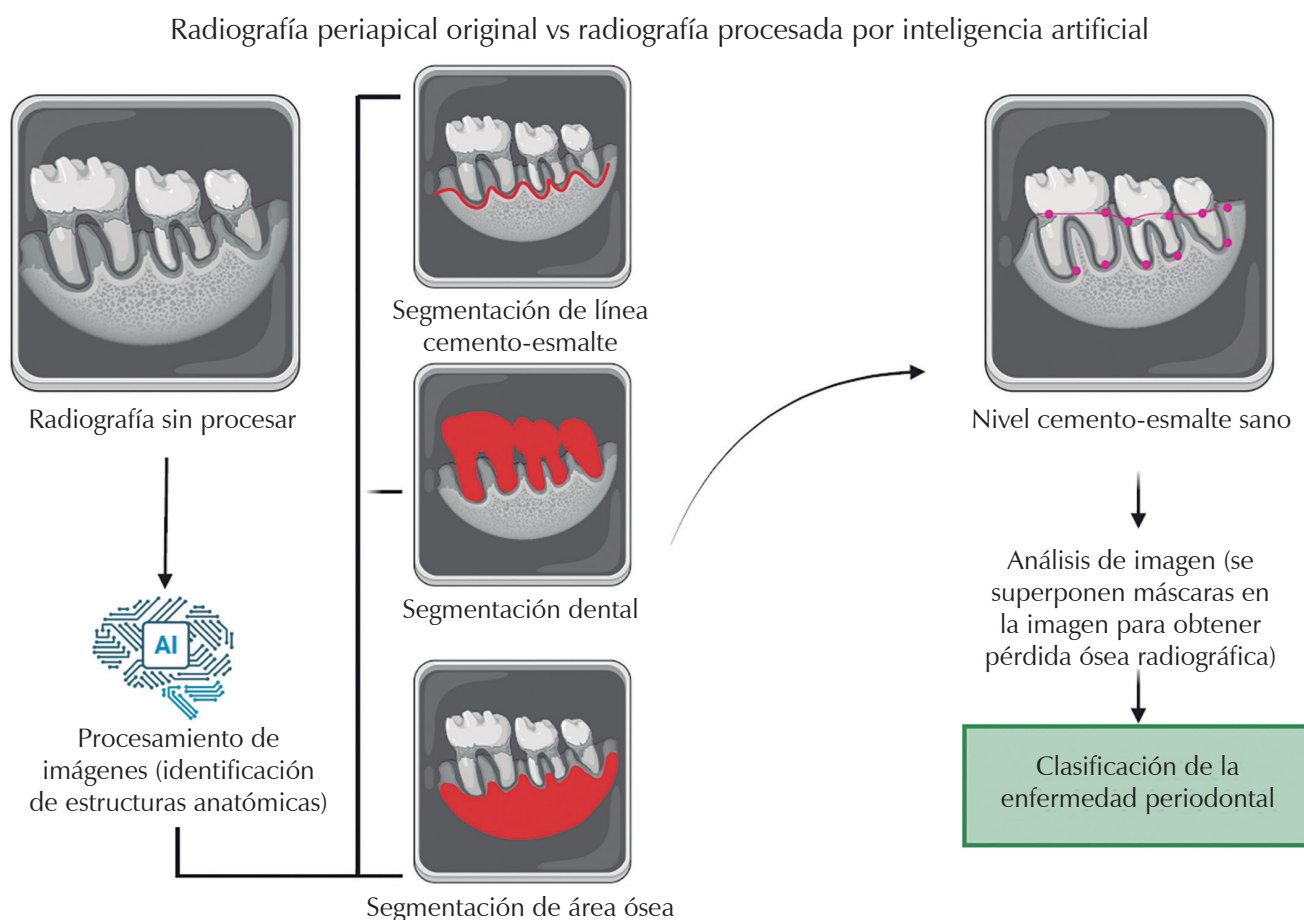 Radiografía periapical original vs radiografía procesada por inteligencia artificial
Radiografía sin procesar
AI
Procesamiento de
imágenes (identificación
de estructuras anatómicas)
Segmentación de línea
cemento-esmalte
Segmentación dental
Segmentación de área ósea
Nivel cemento-esmalte sano
Análisis de imagen (se
superponen máscaras en
la imagen para obtener
pérdida ósea radiográfica)
Clasificación de la
enfermedad periodontal